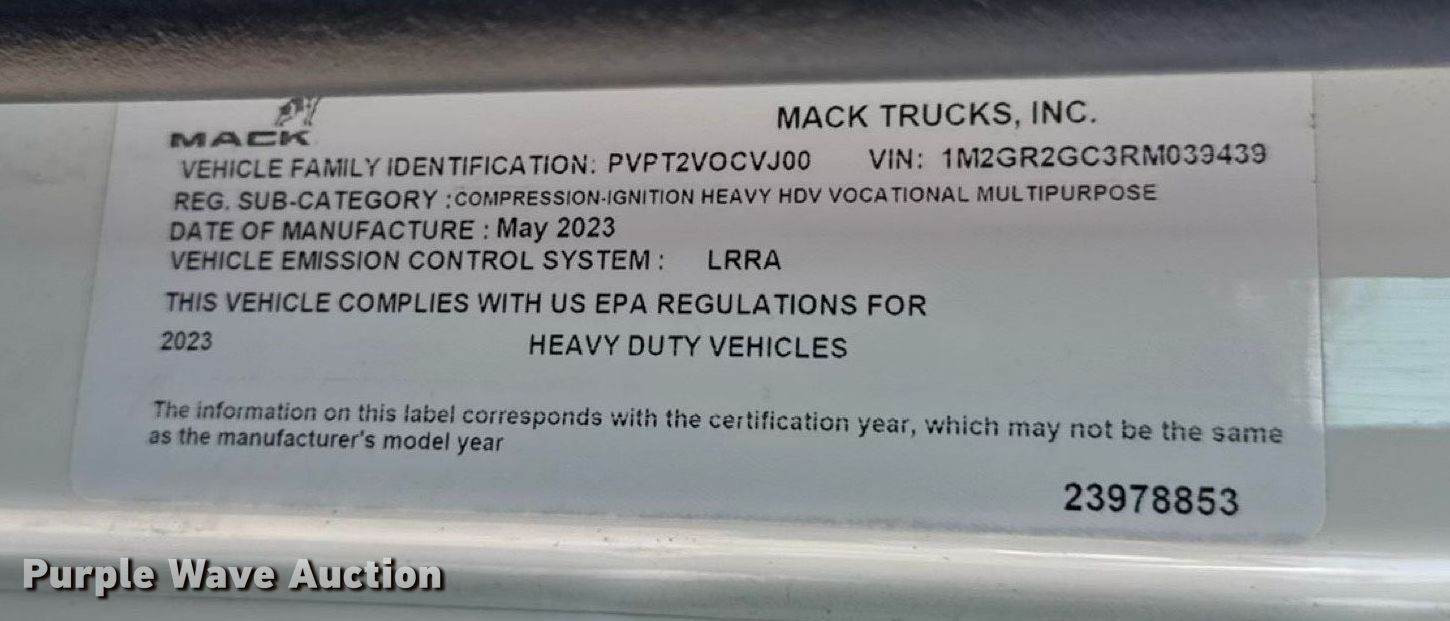 MACK TRUCKS, INC.
MACK
VEHICLE FAMILY IDENTIFICATION: PVPT2VOCVJ00 VIN: 1M2GR2GC3RM039439
REG. SUB-CATEGORY :COMPRESSION-IGNITION HEAVY HDV VOCATIONAL MULTIPURPOSE
DATE OF MANUFACTURE : May 2023
VEHICLE EMISSION CONTROL SYSTEM : LRRA
THIS VEHICLE COMPLIES WITH US EPA REGULATIONS FOR
2023 HEAVY DUTY VEHICLES
The information on this label corresponds with the certification year, which may not be the same
as the manufacturer's model year
23978853
Purple Wave Auction